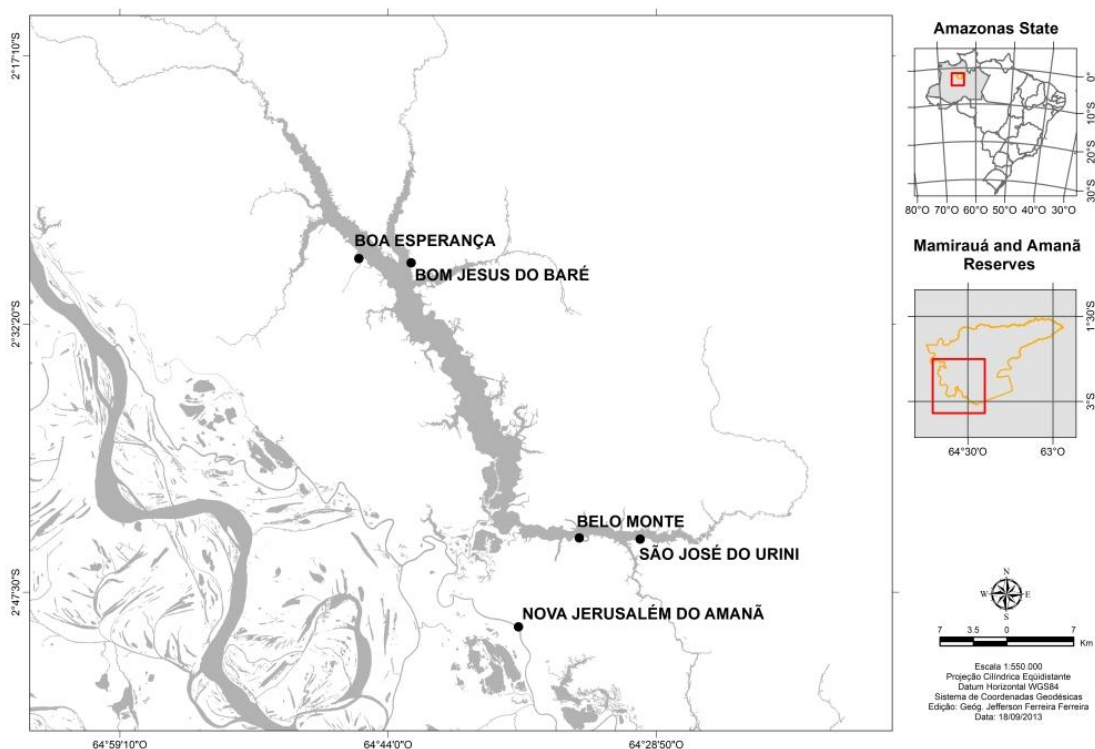 2°17'10"S
2°32'20"S
2°47'30"S
BOA ESPERANÇA
BOM JESUS DO BARÉ
BELO MONTE
SÃO JOSÉ DO URINI
NOVA JERUSALÉM DO AMANÃ
64°59'10"O
64°44'0"O
64°28'50"O
Amazonas State
0°
10°S
20°S
30°S
80°O
70°O
60°O
50°O
40°O
30°O
Mamirauá and Amanã
Reserves
1°30'S
3°S
64°30'O
63°O
N
W
E
S
7 3.5 0 7
Km
Escala 1:550.000
Projeção Cilíndrica Eqüidistante
Datum Horizontal WGS84
Sistema de Coordenadas Geodésicas
Edição: Geóg. Jefferson Ferreira Ferreira
Data: 18/09/2013